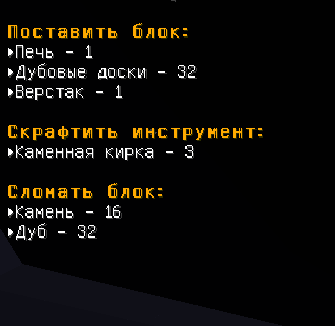 Поставить блок:
▸Печь - 1
▸Дубовые доски - 32
▸Верстак - 1
Скрафтить инструмент:
▸Каменная кирка - 3
Сломать блок:
▸Камень - 16
▸Дуб - 32